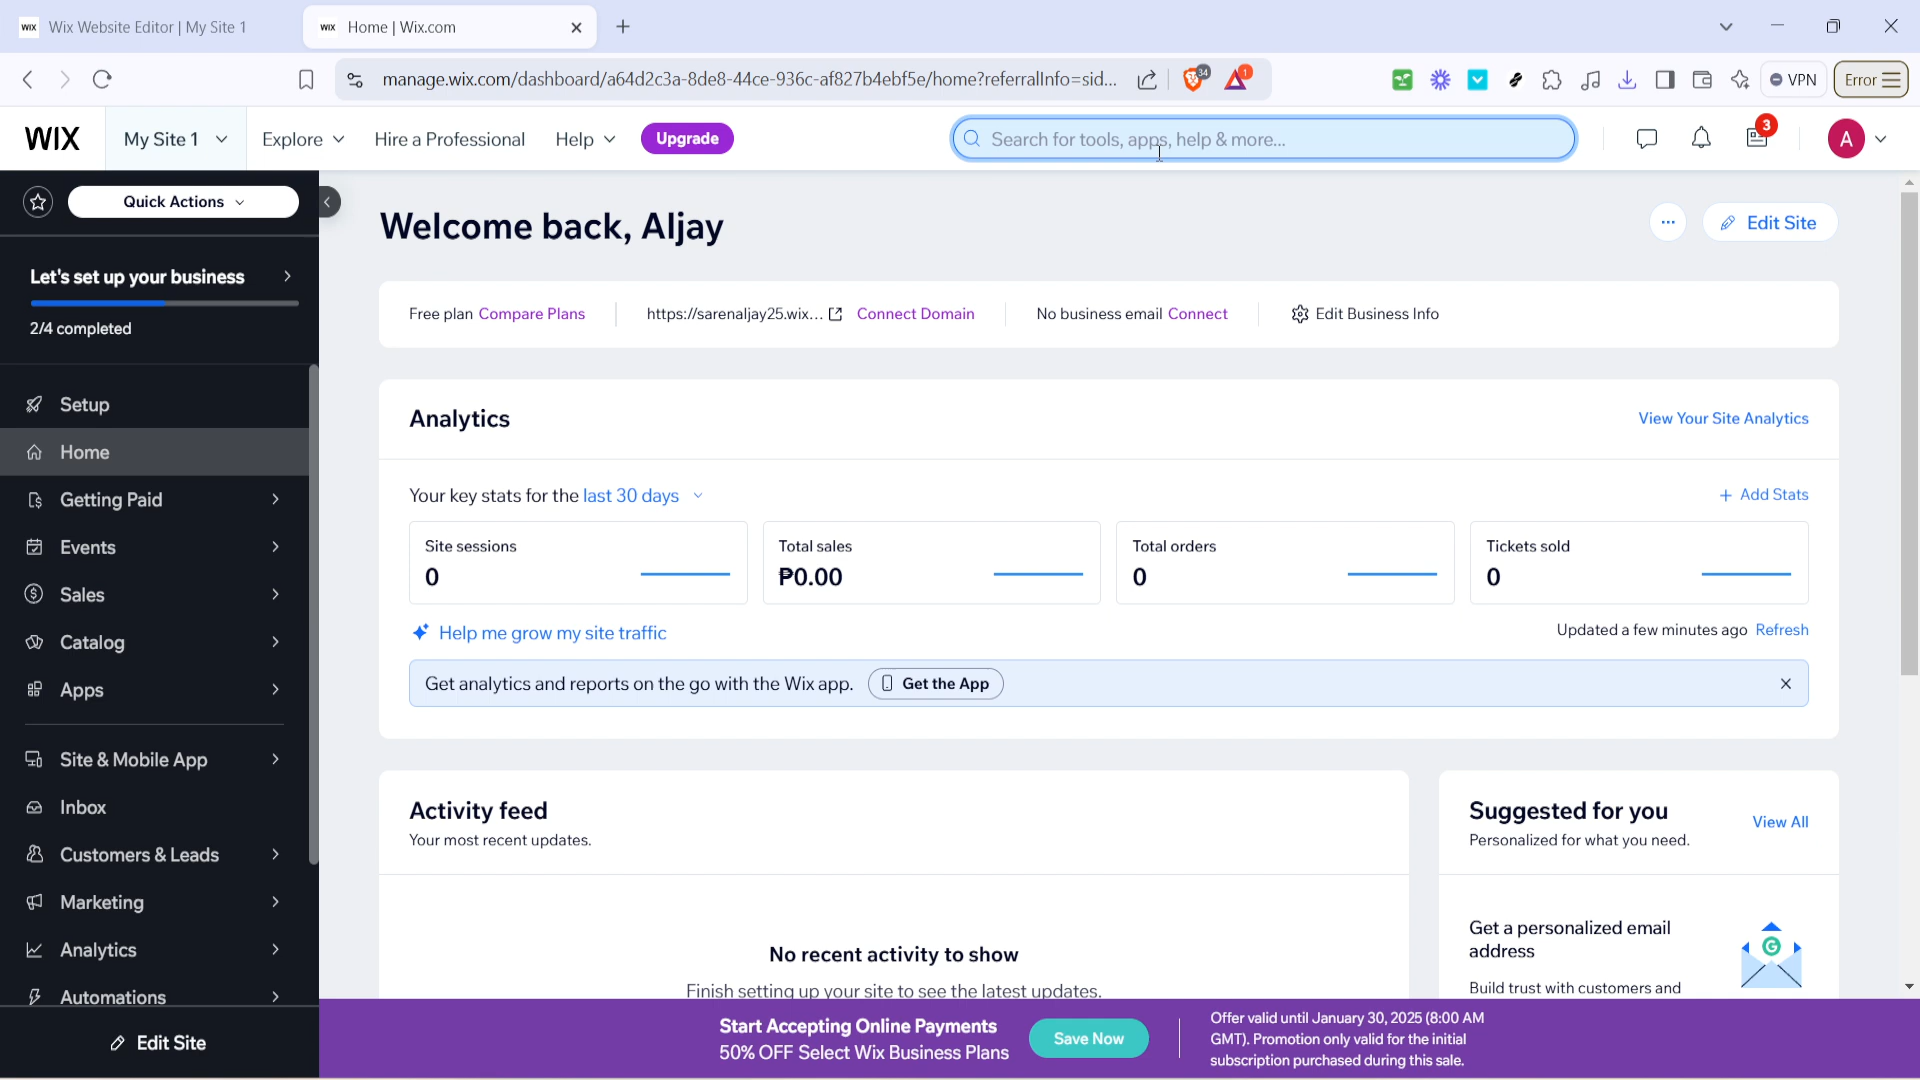 WIX Wix Website Editor | My Site 1
WIX Home | Wix.com
manage.wix.com/dashboard/a64d2c3a-8de8-44ce-936c-af827b4ebf5e/home?referralInfo=sid...
34
1
VPN
Error
WIX
My Site 1
Explore
Hire a Professional
Help
Upgrade
Search for tools, apps, help & more...
3
A
Quick Actions
Let's set up your business
2/4 completed
Setup
Home
Getting Paid
Events
Sales
Catalog
Apps
Site & Mobile App
Inbox
Customers & Leads
Marketing
Analytics
Automations
Edit Site
Welcome back, Aljay
Edit Site
Free plan Compare Plans
https://sarenaljay25.wix... Connect Domain
No business email Connect
Edit Business Info
Analytics
View Your Site Analytics
Your key stats for the last 30 days
+ Add Stats
Site sessions
0
Total sales
₱0.00
Total orders
0
Tickets sold
0
Help me grow my site traffic
Updated a few minutes ago Refresh
Get analytics and reports on the go with the Wix app. Get the App
Activity feed
Your most recent updates.
No recent activity to show
Finish setting up your site to see the latest updates.
Suggested for you
Personalized for what you need.
View All
Get a personalized email
address
G
Build trust with customers and
Start Accepting Online Payments
50% OFF Select Wix Business Plans
Save Now
Offer valid until January 30, 2025 (8:00 AM
GMT). Promotion only valid for the initial
subscription purchased during this sale.